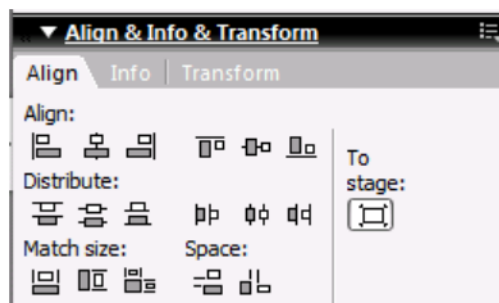 Align & Info & Transform
Align Info Transform
Align:
To
stage:
Distribute:
Match size: Space: